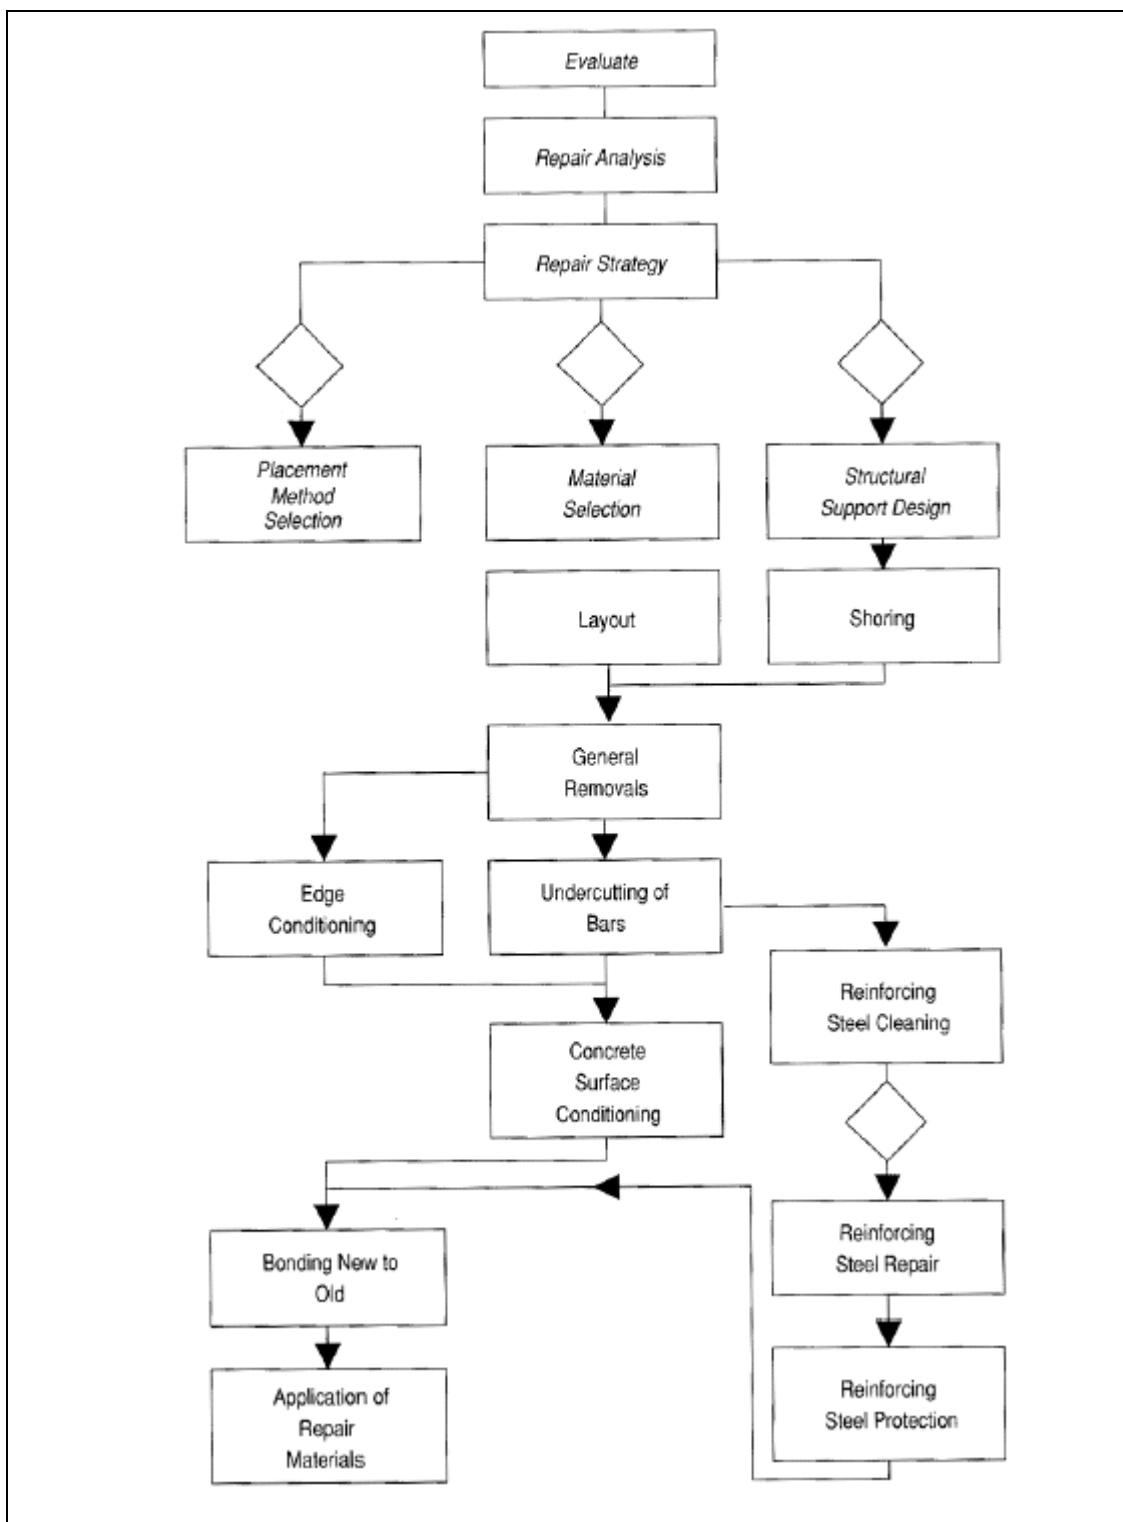 Evaluate
Repair Analysis
Repair Strategy
Placement
Method
Selection
Material
Selection
Structural
Support Design
Layout
Shoring
General
Removals
Edge
Conditioning
Undercutting of
Bars
Reinforcing
Steel Cleaning
Concrete
Surface
Conditioning
Reinforcing
Steel Repair
Bonding New to
Old
Reinforcing
Steel Protection
Application of
Repair
Materials